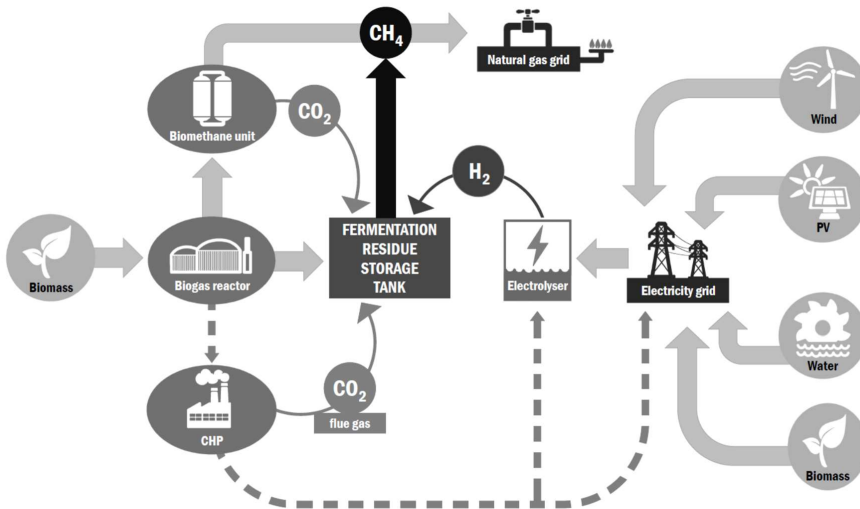 CH4
Natural gas grid
Biomethane unit
CO2
Wind
H2
PV
FERMENTATION
RESIDUE
STORAGE
TANK
Biomass
Biogas reactor
Electrolyser
Electricity grid
Water
CO2
flue gas
CHP
Biomass